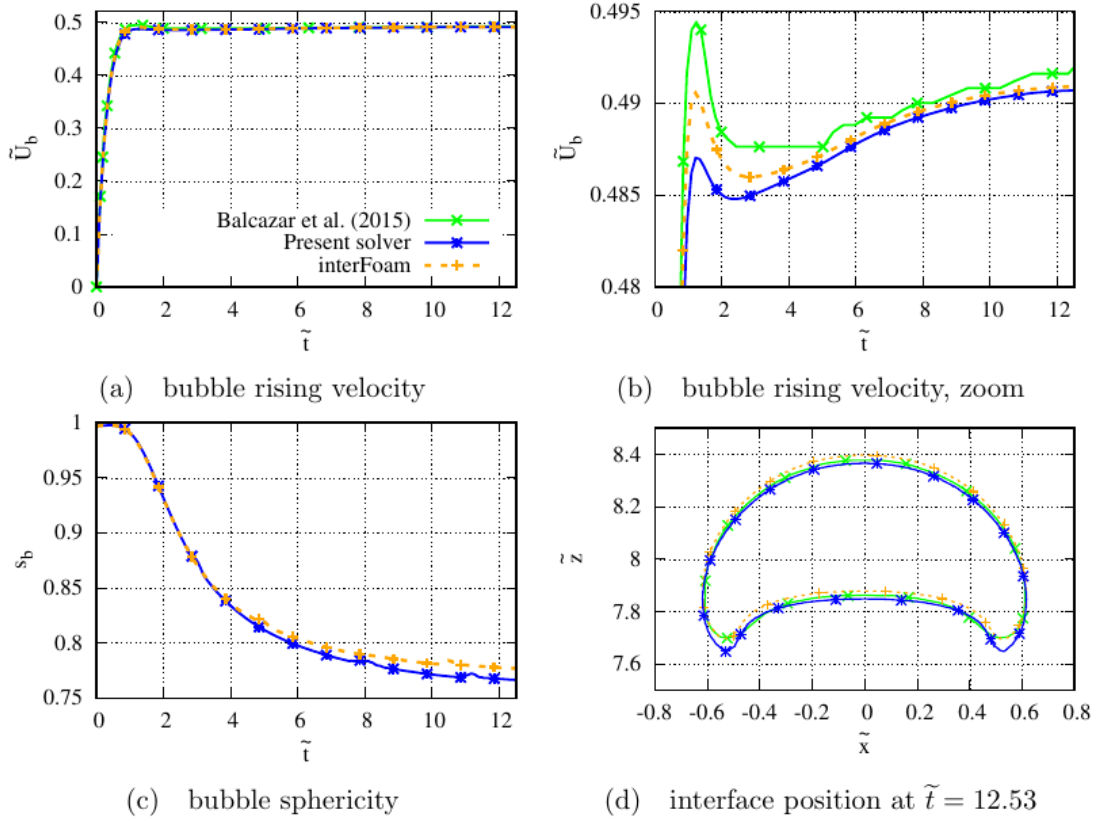 0.5
0.4
0.3
0.2
0.1
0
Ũb
Balcazar et al. (2015)
Present solver
interFoam
0 2 4 6 8 10 12
t̃
(a) bubble rising velocity
0.495
0.49
0.485
0.48
Ũb
0 2 4 6 8 10 12
t̃
(b) bubble rising velocity, zoom
1
0.95
0.9
0.85
0.8
0.75
sb
0 2 4 6 8 10 12
t̃
(c) bubble sphericity
8.4
8.2
8
7.8
7.6
z̃
-0.8 -0.6 -0.4 -0.2 0 0.2 0.4 0.6 0.8
x̃
(d) interface position at t̃ = 12.53